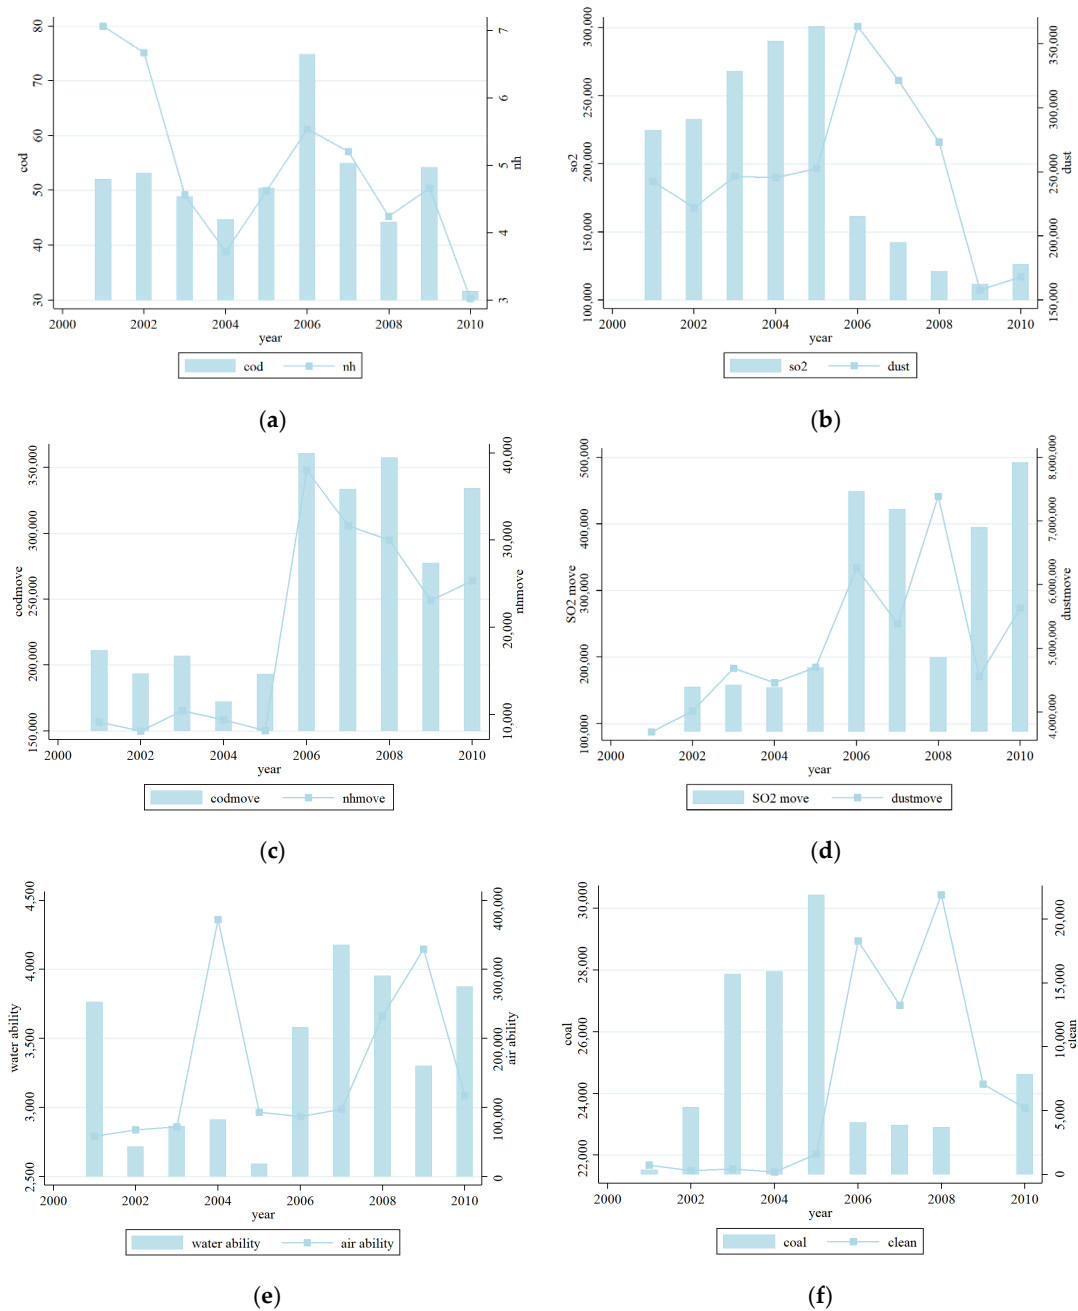 80
70
60
50
40
30
cod
7
6
5
4
3
nh
2000 2002 2004 2006 2008 2010
year
cod nh
(a)
300,000
250,000
200,000
150,000
100,000
so2
350,000
300,000
250,000
200,000
150,000
dust
2000 2002 2004 2006 2008 2010
year
so2 dust
(b)
350,000
300,000
250,000
200,000
150,000
codmove
40,000
30,000
20,000
10,000
nhmove
2000 2002 2004 2006 2008 2010
year
codmove nhmove
(c)
500,000
400,000
300,000
200,000
100,000
SO2 move
8,000,000
7,000,000
6,000,000
5,000,000
4,000,000
dustmove
2000 2002 2004 2006 2008 2010
year
SO2 move dustmove
(d)
4,500
4,000
3,500
3,000
2,500
water ability
400,000
300,000
200,000
100,000
0
air ability
2000 2002 2004 2006 2008 2010
year
water ability air ability
(e)
30,000
28,000
26,000
24,000
22,000
coal
20,000
15,000
10,000
5,000
0
clean
2000 2002 2004 2006 2008 2010
year
coal clean
(f)